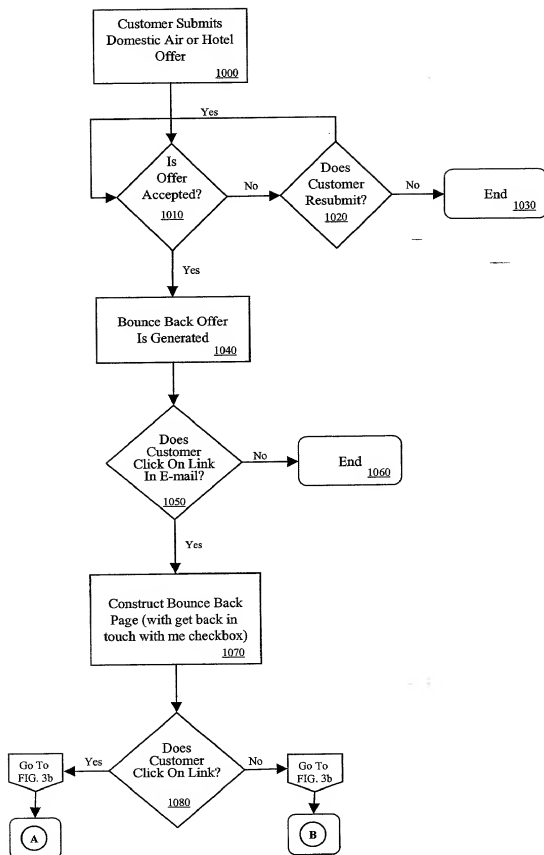 Customer Submits
Domestic Air or Hotel
Offer
1000
Yes
Is
Offer
Accepted?
1010
No
Does
Customer
Resubmit?
1020
No
End
1030
Yes
Bounce Back Offer
Is Generated
1040
Does
Customer
Click On Link
In E-mail?
1050
No
End
1060
Yes
Construct Bounce Back
Page (with get back in
touch with me checkbox)
1070
Does
Customer
Click On Link?
1080
Yes
Go To
FIG. 3b
A
No
Go To
FIG. 3b
B